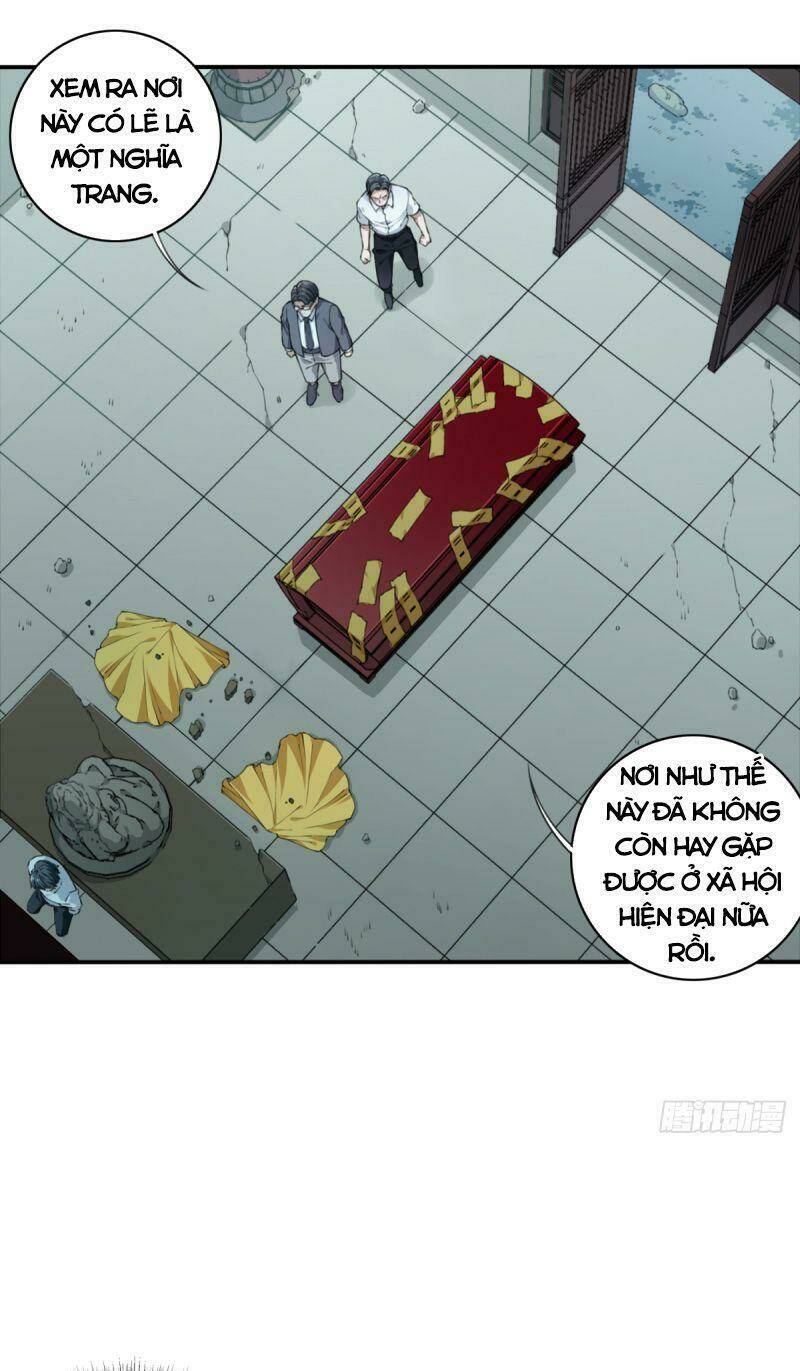 XEM RA NƠI
NÀY CÓ LẼ LÀ
MỘT NGHĨA
TRANG.
NƠI NHƯ THẾ
NÀY ĐÃ KHÔNG
CÒN HAY GẶP
ĐƯỢC Ở XÃ HỘI
HIỆN ĐẠI NỮA
RỒI.
腾讯动漫